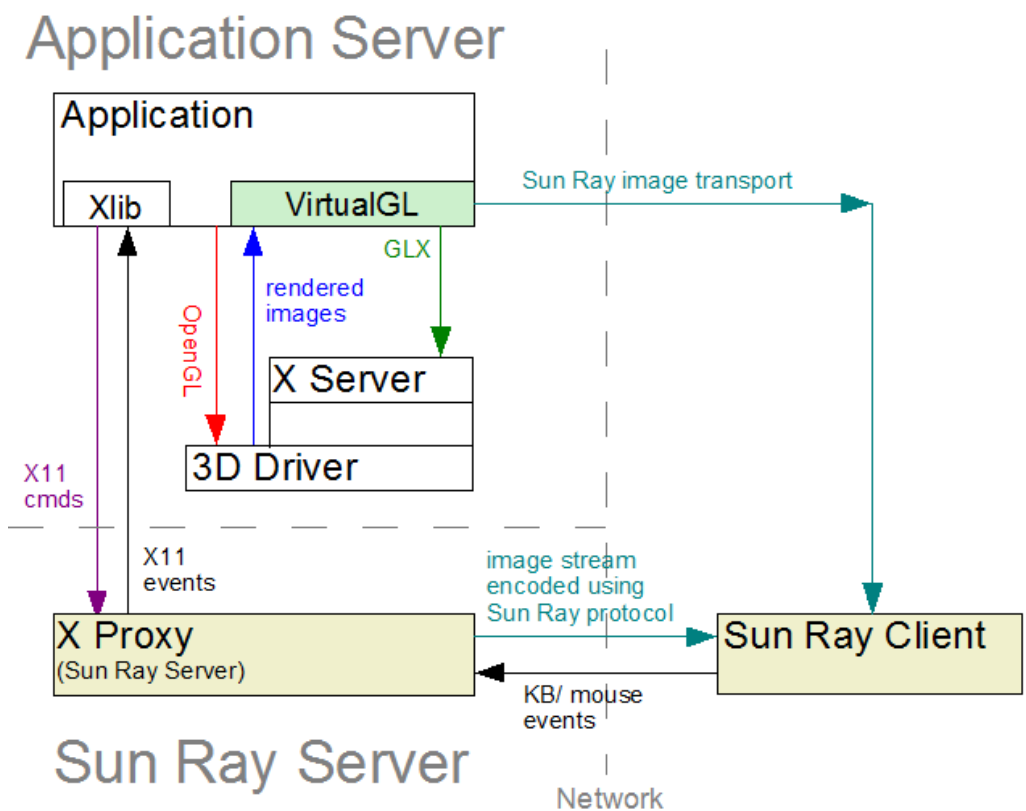 Application Server
Application
Xlib
VirtualGL
Sun Ray image transport
GLX
rendered
images
OpenGL
X Server
3D Driver
X11
cmds
X11
events
image stream
encoded using
Sun Ray protocol
X Proxy
(Sun Ray Server)
Sun Ray Client
KB/ mouse
events
Sun Ray Server
Network